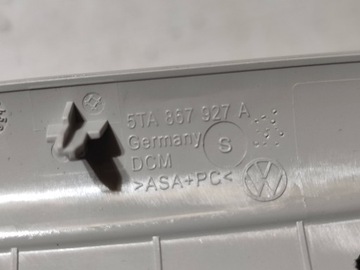 5TA 867 927 A
Germany
DCM
S
>ASA+PC<